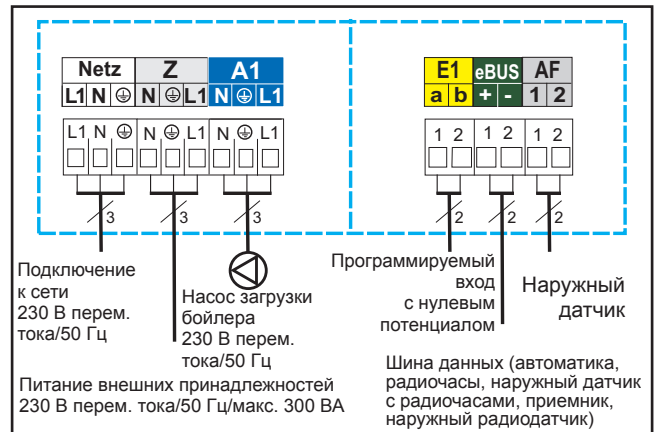 Netz Z A1
L1 N ⏚ N ⏚ L1 N ⏚ L1
L1 N ⏚ N ⏚ L1 N ⏚ L1
3 3 3
E1 eBUS AF
a b + - 1 2
1 2 1 2 1 2
2 2 2
Подключение
к сети
230 В перем.
тока/50 Гц
Насос загрузки
бойлера
230 В перем.
тока/50 Гц
Питание внешних принадлежностей
230 В перем. тока/50 Гц/макс. 300 ВА
Программируемый
вход
с нулевым
потенциалом
Наружный
датчик
Шина данных (автоматика,
радиочасы, наружный датчик
с радиочасами, приемник,
наружный радиодатчик)